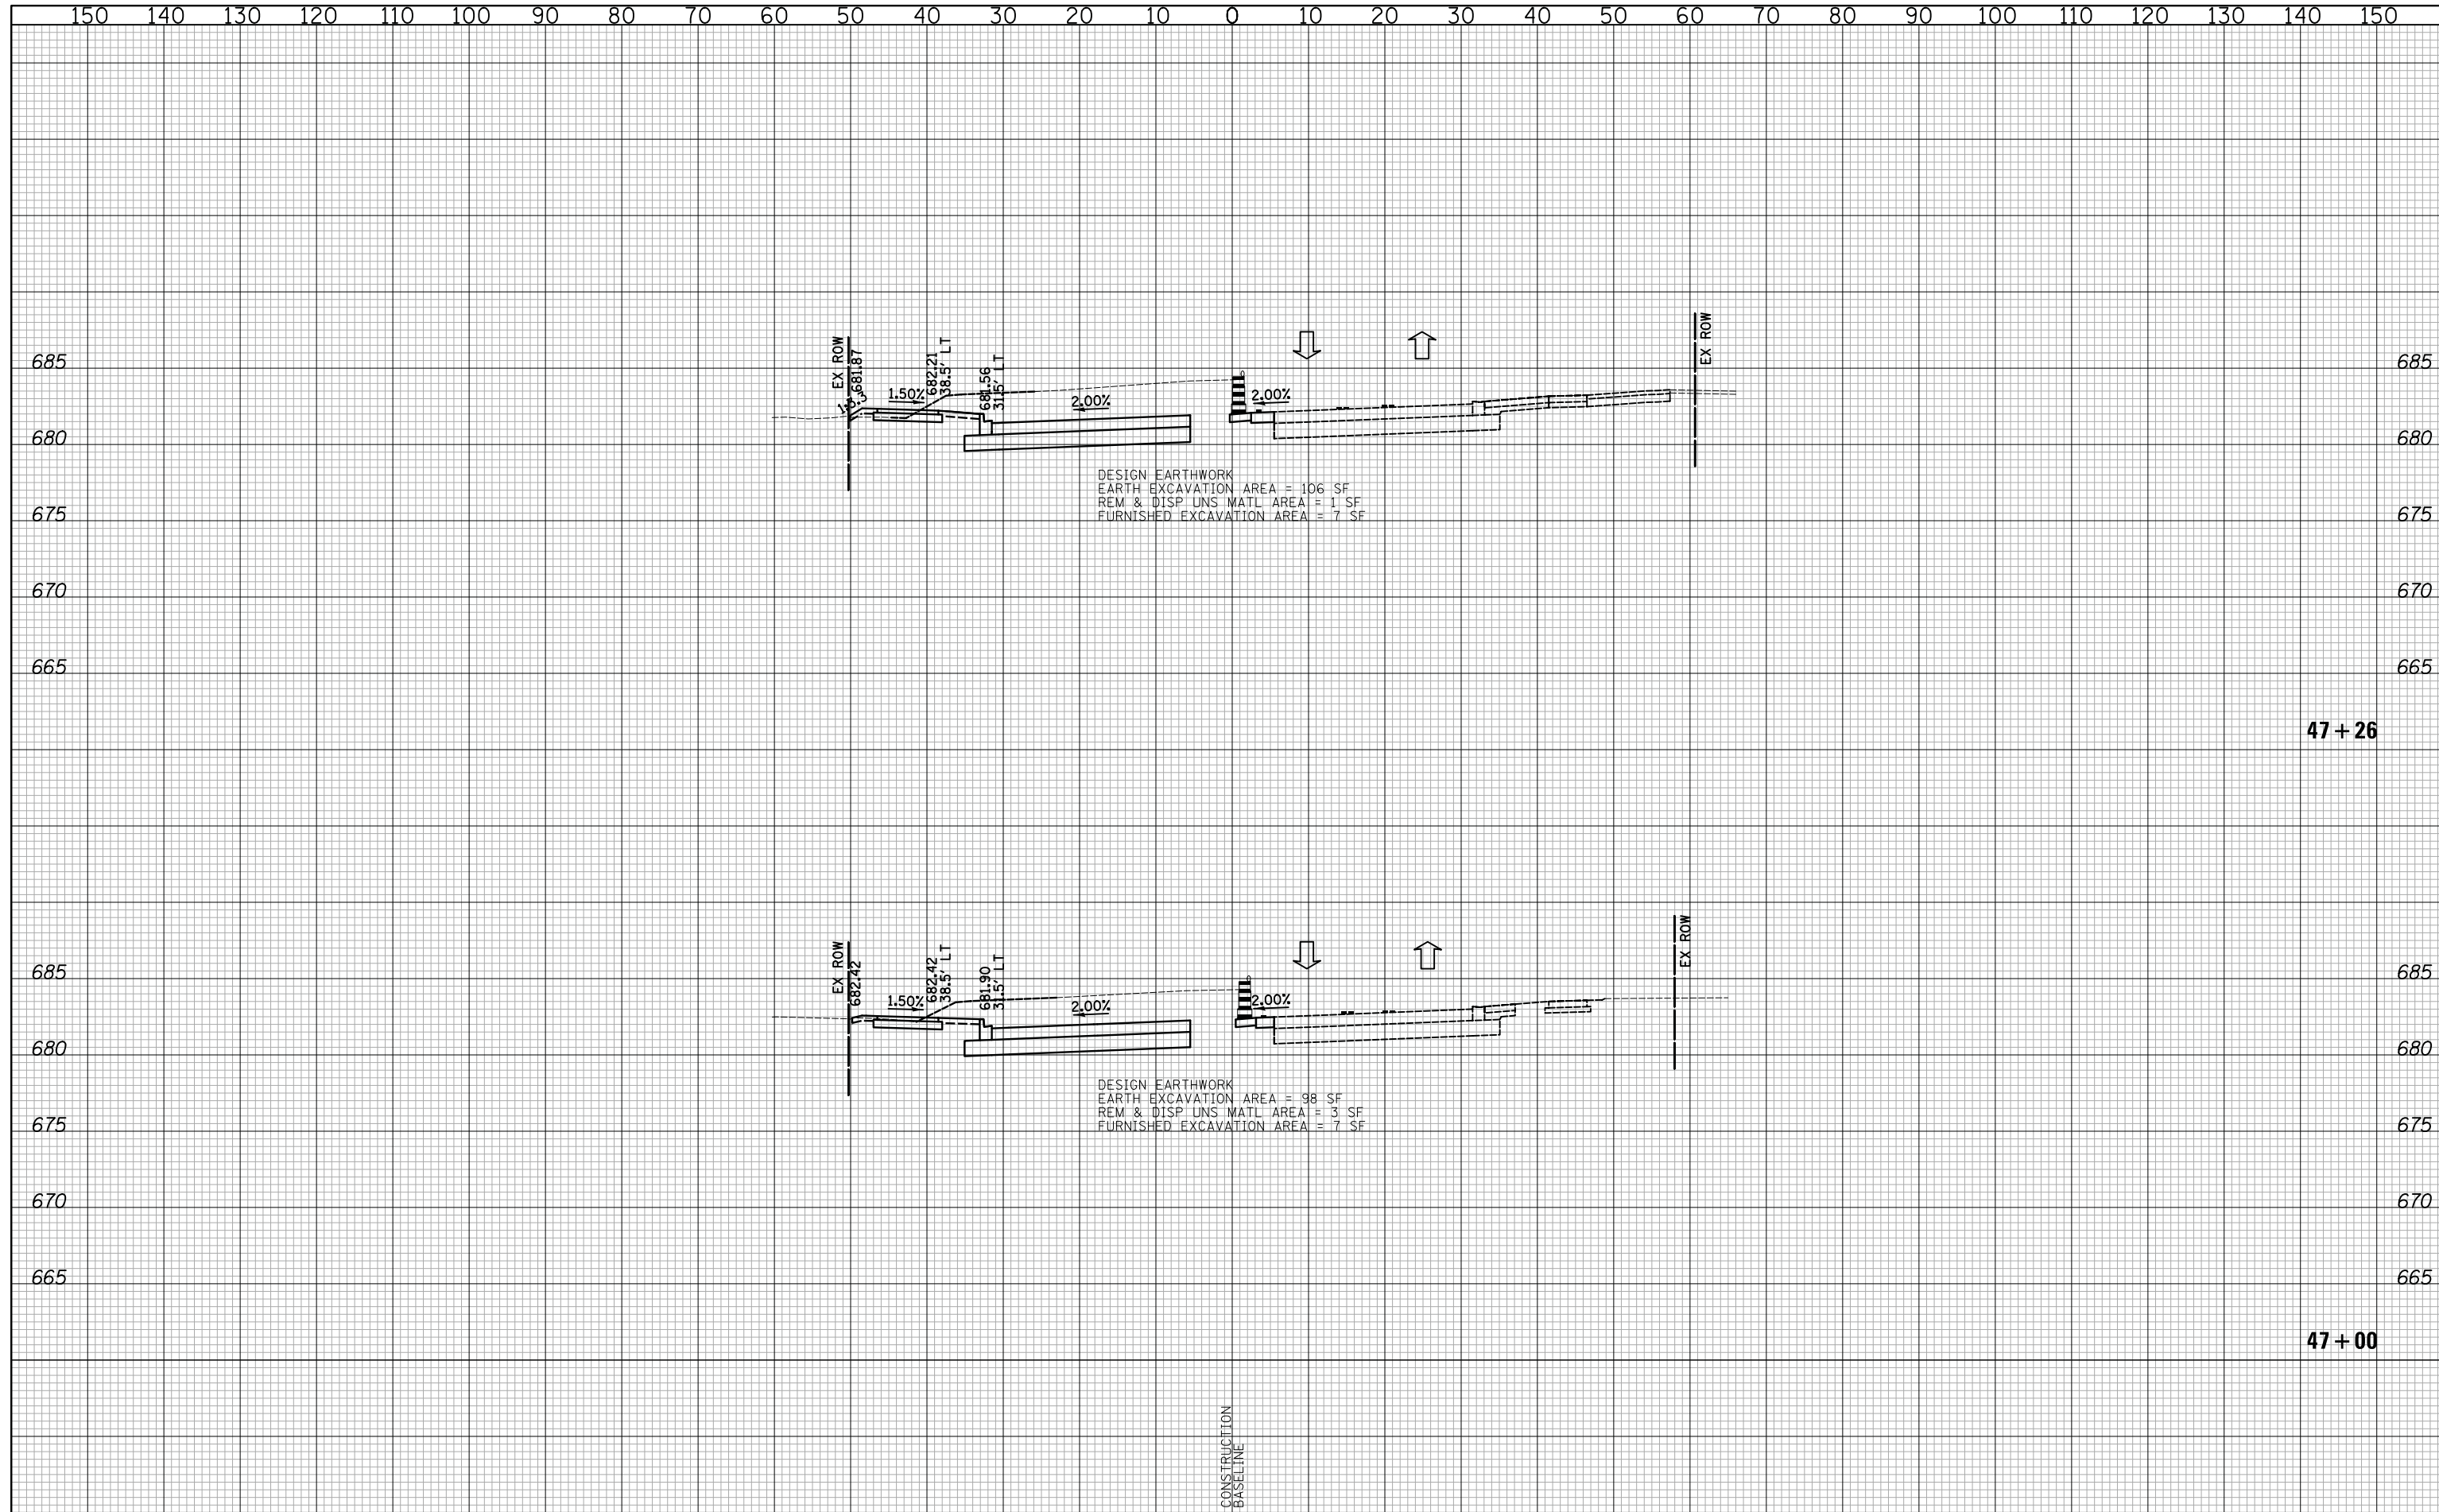 150 140 130 120 110 100 90 80 70 60 50 40 30 20 10 0 10 20 30 40 50 60 70 80 90 100 110 120 130 140 150
EX ROW
681.87
1:5.3
1.50%
682.21
38.5' LT
681.56
31.5' LT
2.00%
2.00%
EX ROW
685 685
680 680
DESIGN EARTHWORK
EARTH EXCAVATION AREA = 106 SF
REM & DISP UNS MATL AREA = 1 SF
FURNISHED EXCAVATION AREA = 7 SF
675 675
670 670
665 665
47+26
EX ROW
682.42
1.50%
682.42
38.5' LT
681.90
31.5' LT
2.00%
2.00%
EX ROW
685 685
680 680
DESIGN EARTHWORK
EARTH EXCAVATION AREA = 98 SF
REM & DISP UNS MATL AREA = 3 SF
FURNISHED EXCAVATION AREA = 7 SF
675 675
670 670
665 665
47+00
CONSTRUCTION
BASELINE